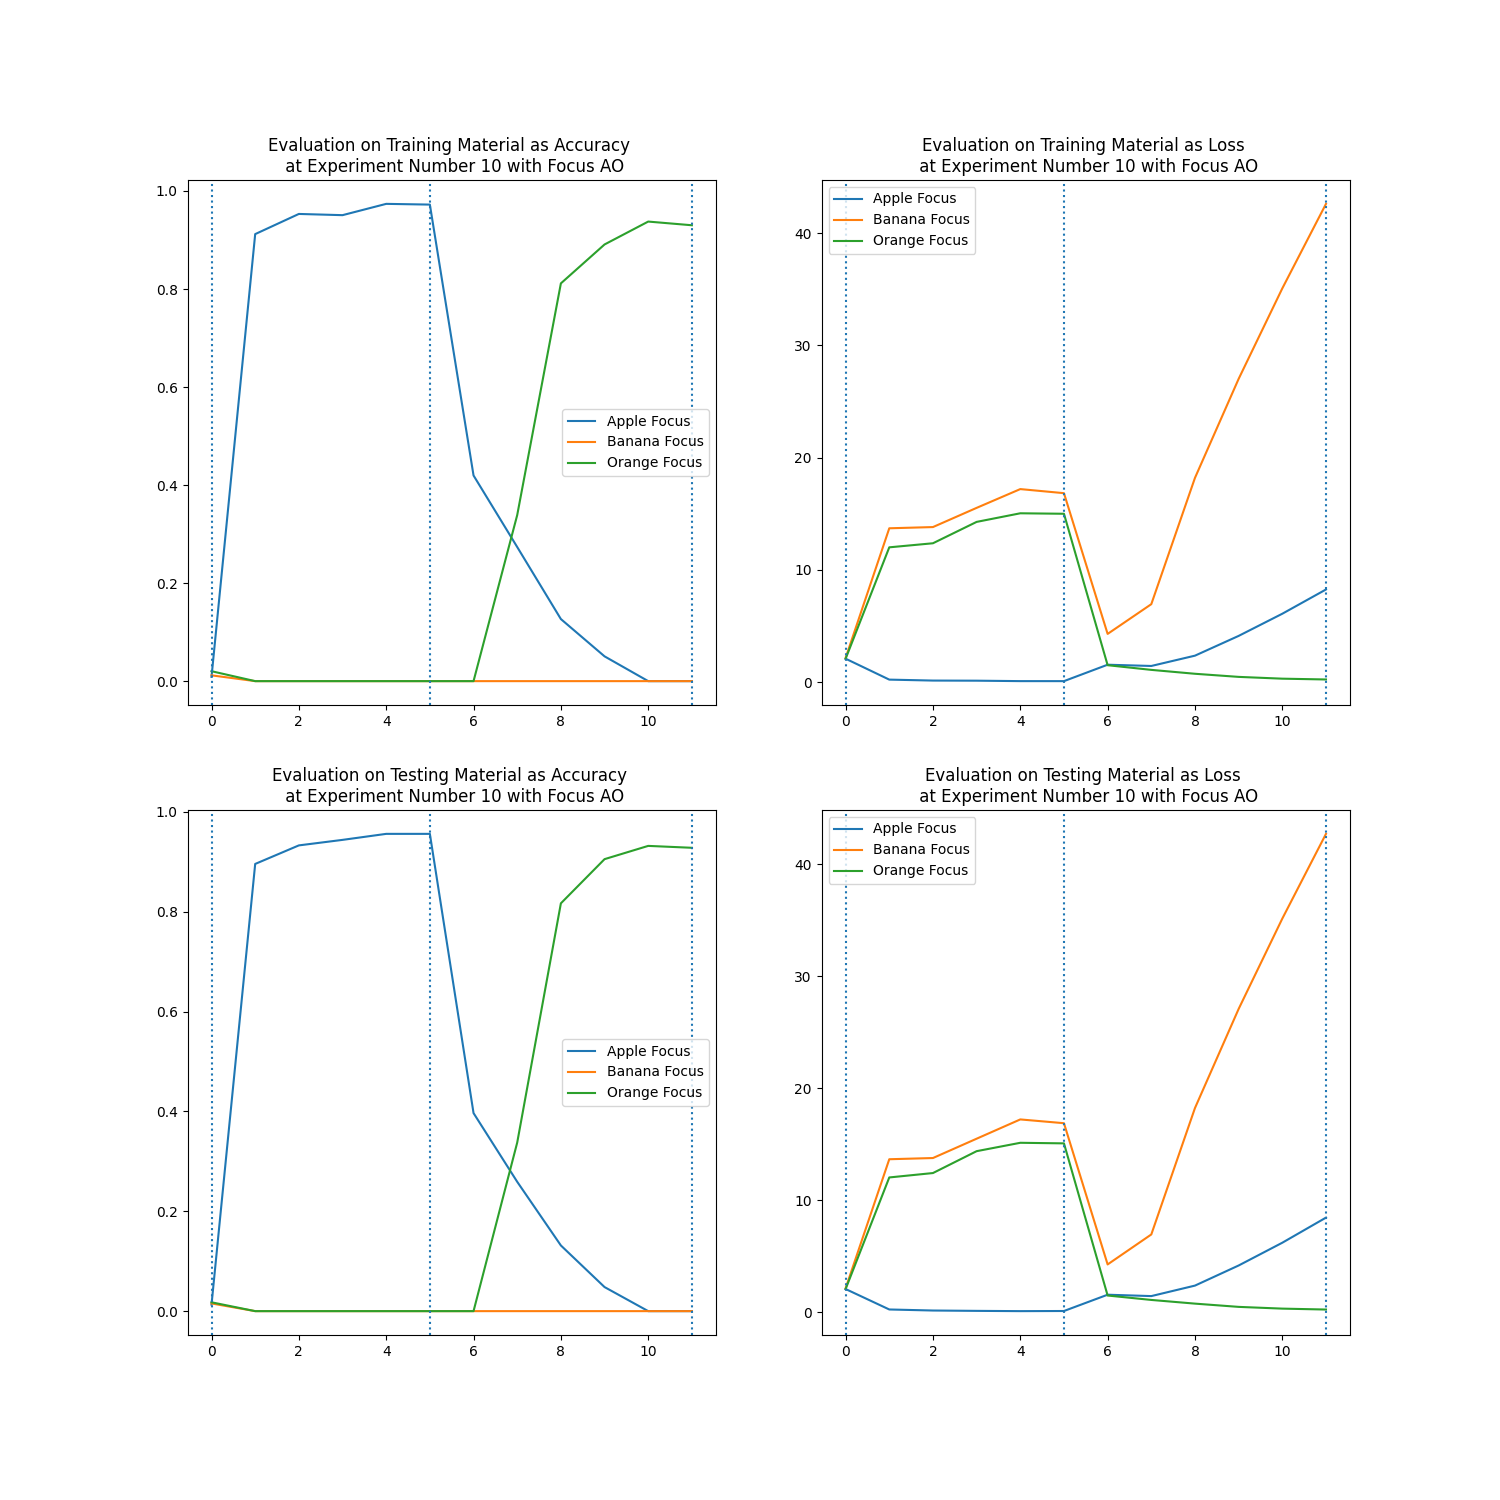 Evaluation on Training Material as Accuracy
at Experiment Number 10 with Focus AO
1.0
0.8
0.6
0.4
0.2
0.0
Apple Focus
Banana Focus
Orange Focus
0 2 4 6 8 10
Evaluation on Training Material as Loss
at Experiment Number 10 with Focus AO
Apple Focus
Banana Focus
Orange Focus
40
30
20
10
0
0 2 4 6 8 10
Evaluation on Testing Material as Accuracy
at Experiment Number 10 with Focus AO
1.0
0.8
0.6
0.4
0.2
0.0
Apple Focus
Banana Focus
Orange Focus
0 2 4 6 8 10
Evaluation on Testing Material as Loss
at Experiment Number 10 with Focus AO
Apple Focus
Banana Focus
Orange Focus
40
30
20
10
0
0 2 4 6 8 10